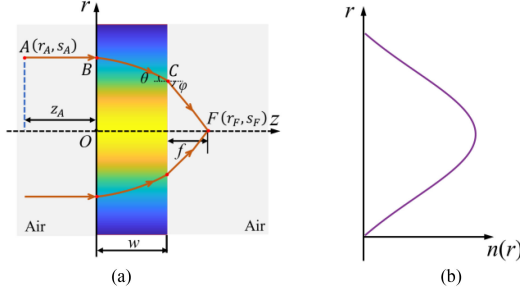 r
A(r_A, s_A)
B
C
θ
φ
z_A
F(r_F, s_F)
z
O
f
Air
Air
w
(a)
r
n(r)
(b)